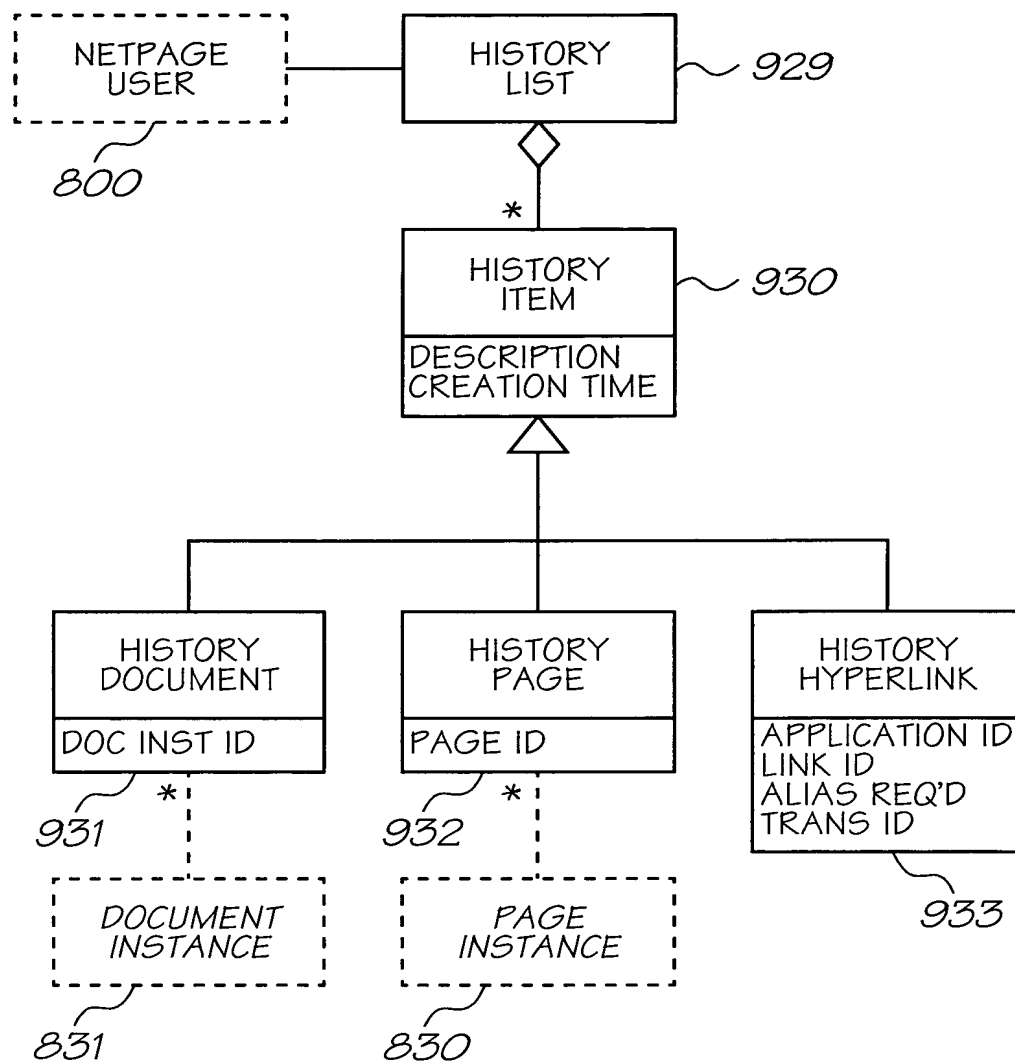 NETPAGE
USER
800
HISTORY
LIST
929
*
HISTORY
ITEM
930
DESCRIPTION
CREATION TIME
HISTORY
DOCUMENT
DOC INST ID
931
*
DOCUMENT
INSTANCE
831
HISTORY
PAGE
PAGE ID
932
*
PAGE
INSTANCE
830
HISTORY
HYPERLINK
APPLICATION ID
LINK ID
ALIAS REQ'D
TRANS ID
933